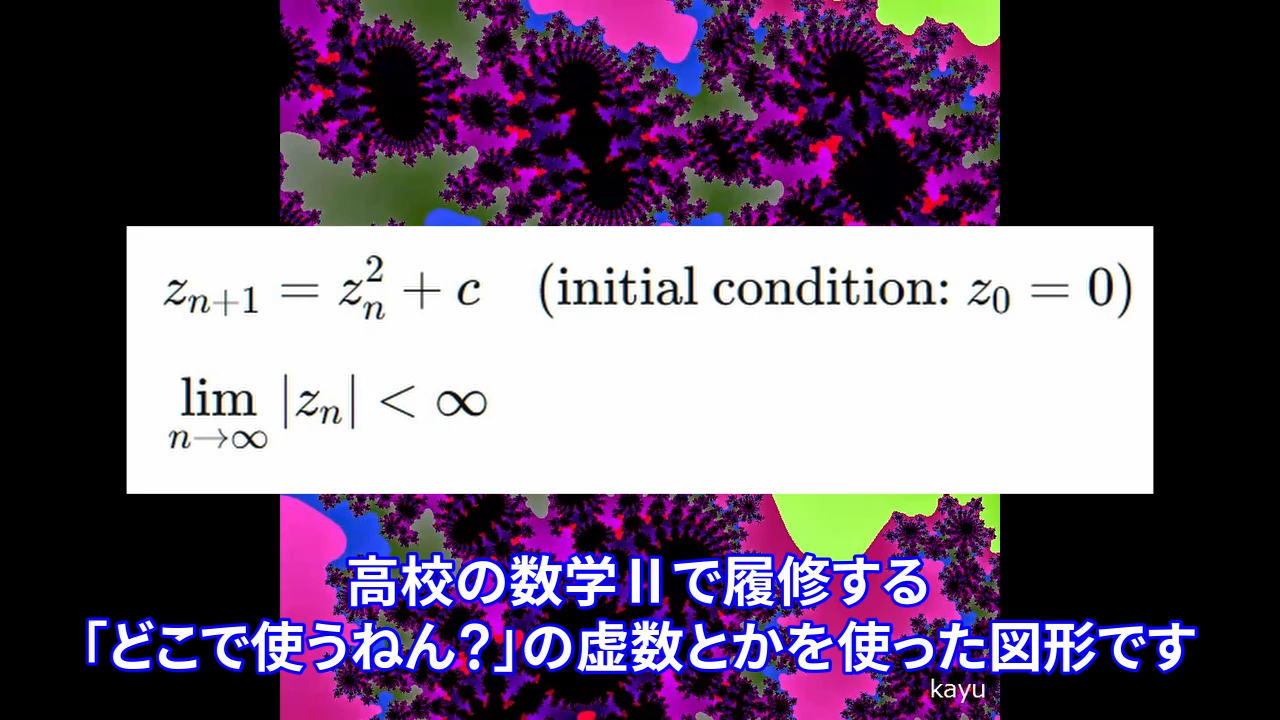 z_{n+1} = z_n^2 + c (initial condition: z_0 = 0)
lim_{n→∞} |z_n| < ∞
高校の数学Ⅱで履修する
「どこで使うねん？」の虚数とかを使った図形です
kayu